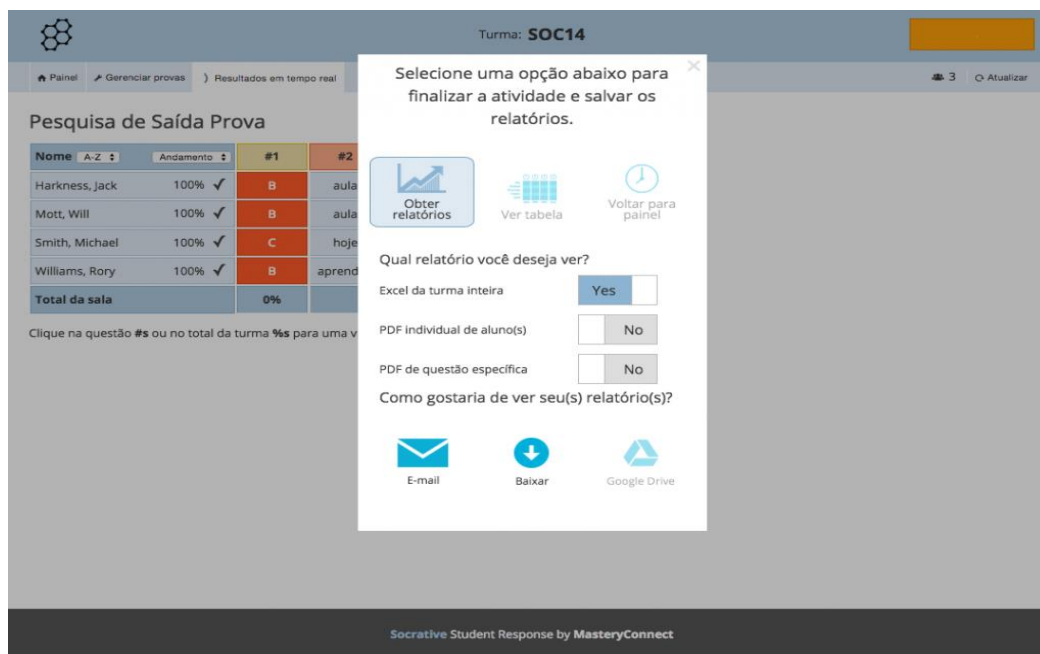 Turma: SOC14
Painel Gerenciar provas Resultados em tempo real 3 Atualizar
Selecione uma opção abaixo para
finalizar a atividade e salvar os
relatórios.
Pesquisa de Saída Prova
Nome A-Z Andamento #1 #2
Harkness, Jack 100% B aula
Mott, Will 100% B aula
Smith, Michael 100% C hoje
Williams, Rory 100% B aprend
Total da sala 0%
Clique na questão #s ou no total da turma %s para uma v
Obter
relatórios
Ver tabela
Voltar para
painel
Qual relatório você deseja ver?
Excel da turma inteira Yes
PDF individual de aluno(s) No
PDF de questão específica No
Como gostaria de ver seu(s) relatório(s)?
E-mail Baixar Google Drive
Socrative Student Response by MasteryConnect